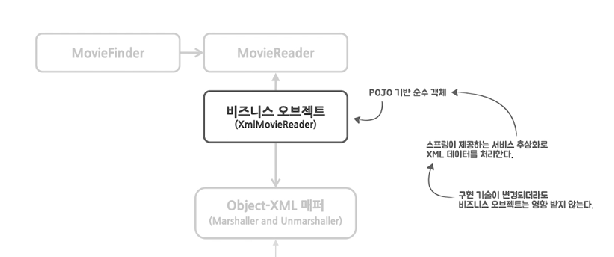 MovieFinder
MovieReader
비즈니스 오브젝트
(XmlMovieReader)
POJO 기반 순수 객체
스프링이 제공하는 서비스 추상화로
XML 데이터를 처리한다.
구현 기술이 변경되더라도
비즈니스 오브젝트는 영향 받지 않는다.
Object-XML 매퍼
(Marshaller and Unmarshaller)